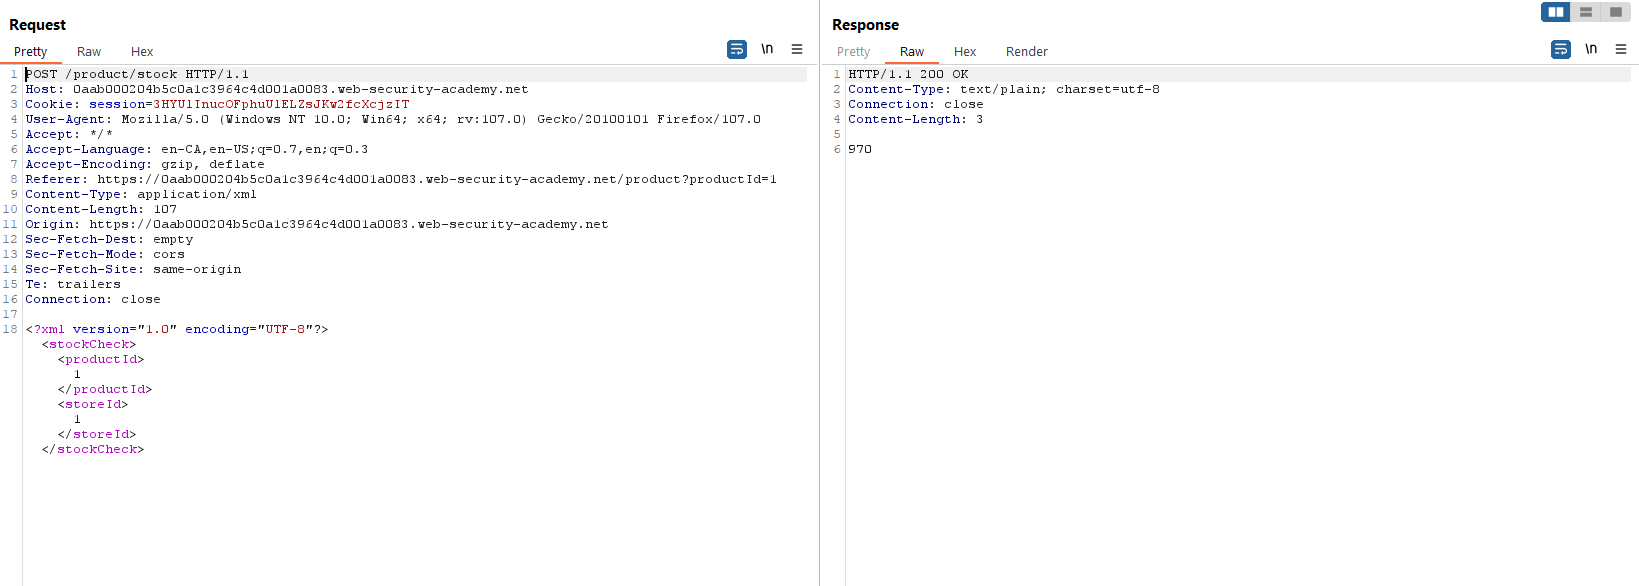 Request
Pretty Raw Hex
\n
1 POST /product/stock HTTP/1.1
2 Host: 0aab000204b5c0a1c3964c4d001a0083.web-security-academy.net
3 Cookie: session=3HYU1InucOFphuU1ELZsJKw2fcXcjzIT
4 User-Agent: Mozilla/5.0 (Windows NT 10.0; Win64; x64; rv:107.0) Gecko/20100101 Firefox/107.0
5 Accept: */*
6 Accept-Language: en-CA,en-US;q=0.7,en;q=0.3
7 Accept-Encoding: gzip, deflate
8 Referer: https://0aab000204b5c0a1c3964c4d001a0083.web-security-academy.net/product?productId=1
9 Content-Type: application/xml
10 Content-Length: 107
11 Origin: https://0aab000204b5c0a1c3964c4d001a0083.web-security-academy.net
12 Sec-Fetch-Dest: empty
13 Sec-Fetch-Mode: cors
14 Sec-Fetch-Site: same-origin
15 Te: trailers
16 Connection: close
17
18 <?xml version="1.0" encoding="UTF-8"?>
<stockCheck>
<productId>
1
</productId>
<storeId>
1
</storeId>
</stockCheck>
Response
Pretty Raw Hex Render
\n
1 HTTP/1.1 200 OK
2 Content-Type: text/plain; charset=utf-8
3 Connection: close
4 Content-Length: 3
5
6 970